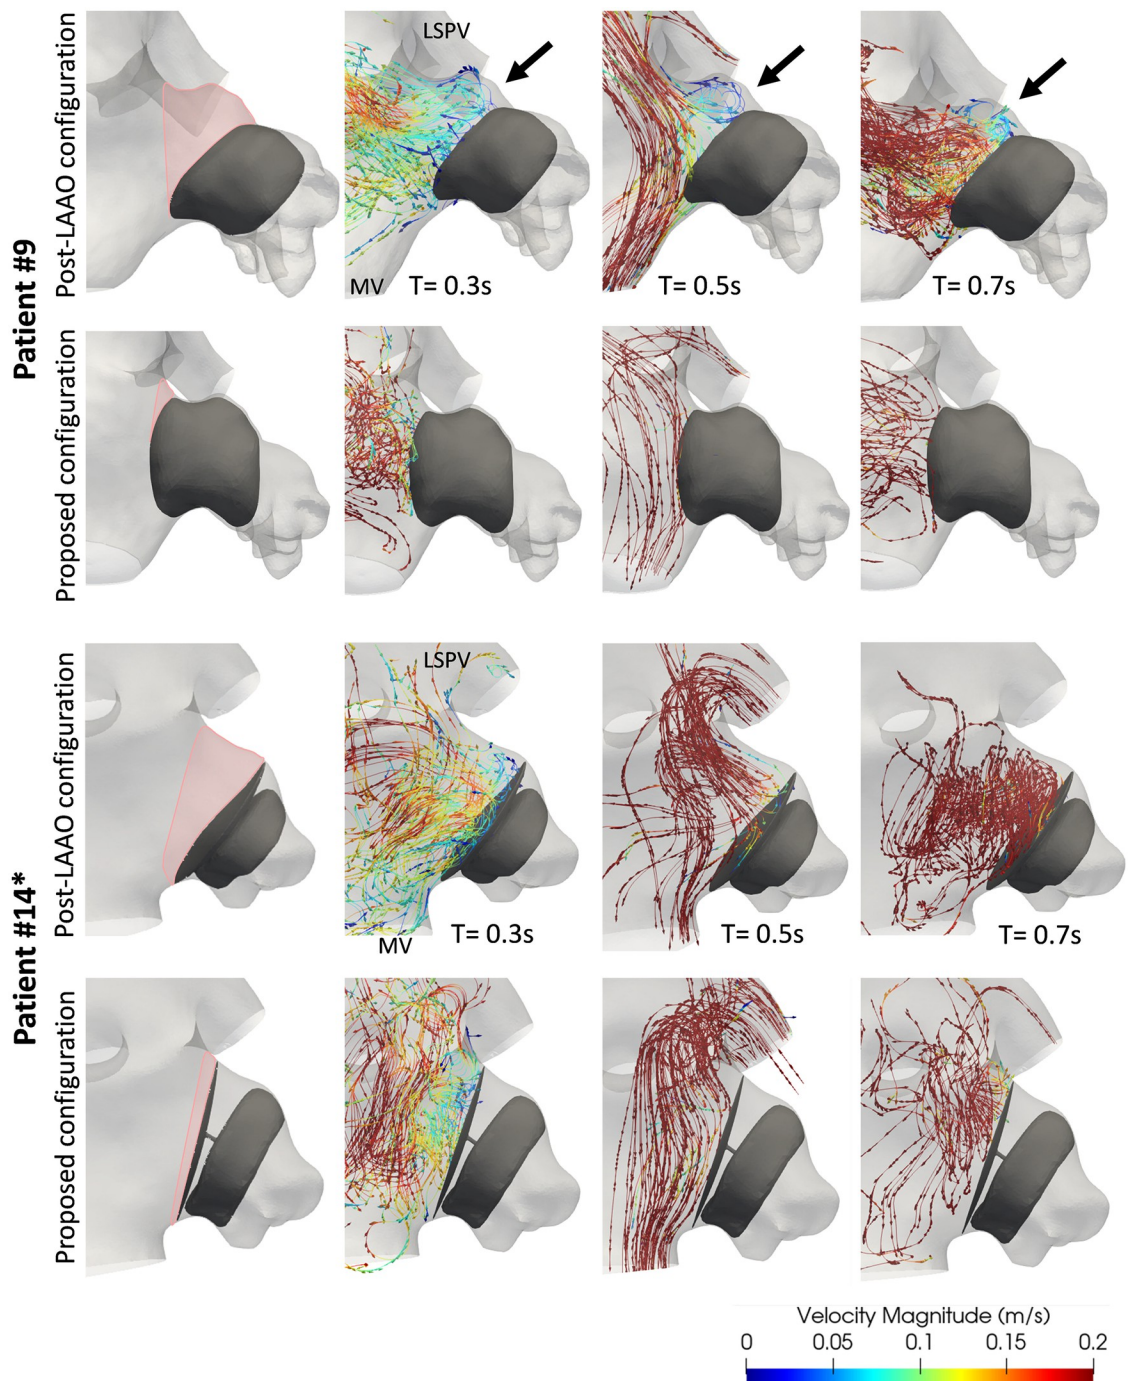 Patient #9
Post-LAAO configuration
LSPV
MV
T= 0.3s
T= 0.5s
T= 0.7s
Proposed configuration
Patient #14*
Post-LAAO configuration
LSPV
MV
T= 0.3s
T= 0.5s
T= 0.7s
Proposed configuration
Velocity Magnitude (m/s)
0 0.05 0.1 0.15 0.2